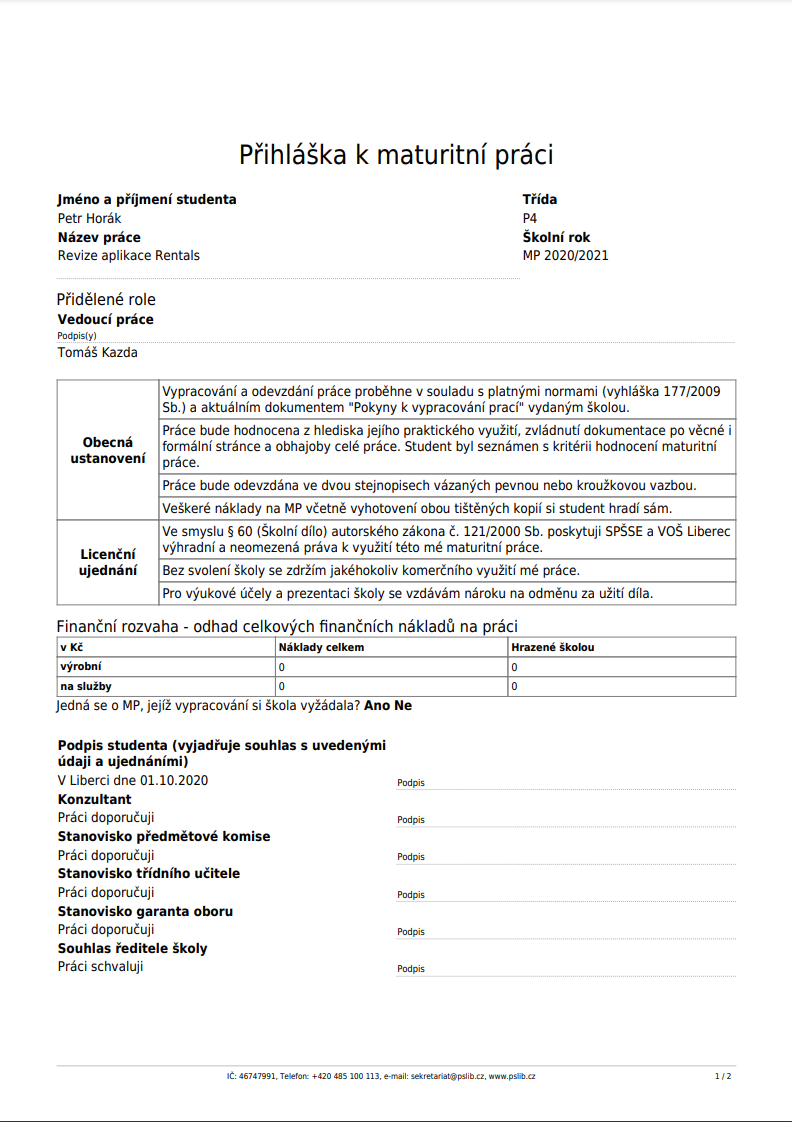 Přihláška k maturitní práci
Jméno a příjmení studenta
Třída
Petr Horák
P4
Název práce
Školní rok
Revize aplikace Rentals
MP 2020/2021
Přidělené role
Vedoucí práce
Podpis(y)
Tomáš Kazda
Obecná
ustanovení
Vypracování a odevzdání práce proběhne v souladu s platnými normami (vyhláška 177/2009
Sb.) a aktuálním dokumentem "Pokyny k vypracování prací" vydaným školou.
Práce bude hodnocena z hlediska jejího praktického využití, zvládnutí dokumentace po věcné i
formální stránce a obhajoby celé práce. Student byl seznámen s kritérii hodnocení maturitní
práce.
Práce bude odevzdána ve dvou stejnopisech vázaných pevnou nebo kroužkovou vazbou.
Veškeré náklady na MP včetně vyhotovení obou tištěných kopií si student hradí sám.
Licenční
ujednání
Ve smyslu § 60 (Školní dílo) autorského zákona č. 121/2000 Sb. poskytuji SPŠSE a VOŠ Liberec
výhradní a neomezená práva k využití této mé maturitní práce.
Bez svolení školy se zdržím jakéhokoliv komerčního využití mé práce.
Pro výukové účely a prezentaci školy se vzdávám nároku na odměnu za užití díla.
Finanční rozvaha - odhad celkových finančních nákladů na práci
v Kč Náklady celkem Hrazené školou
výrobní 0 0
na služby 0 0
Jedná se o MP, jejíž vypracování si škola vyžádala? Ano Ne
Podpis studenta (vyjadřuje souhlas s uvedenými
údaji a ujednáními)
V Liberci dne 01.10.2020 Podpis
Konzultant
Práci doporučuji Podpis
Stanovisko předmětové komise
Práci doporučuji Podpis
Stanovisko třídního učitele
Práci doporučuji Podpis
Stanovisko garanta oboru
Práci doporučuji Podpis
Souhlas ředitele školy
Práci schvaluji Podpis
IČ: 46747991, Telefon: +420 485 100 113, e-mail: sekretariat@pslib.cz, www.pslib.cz 1 / 2